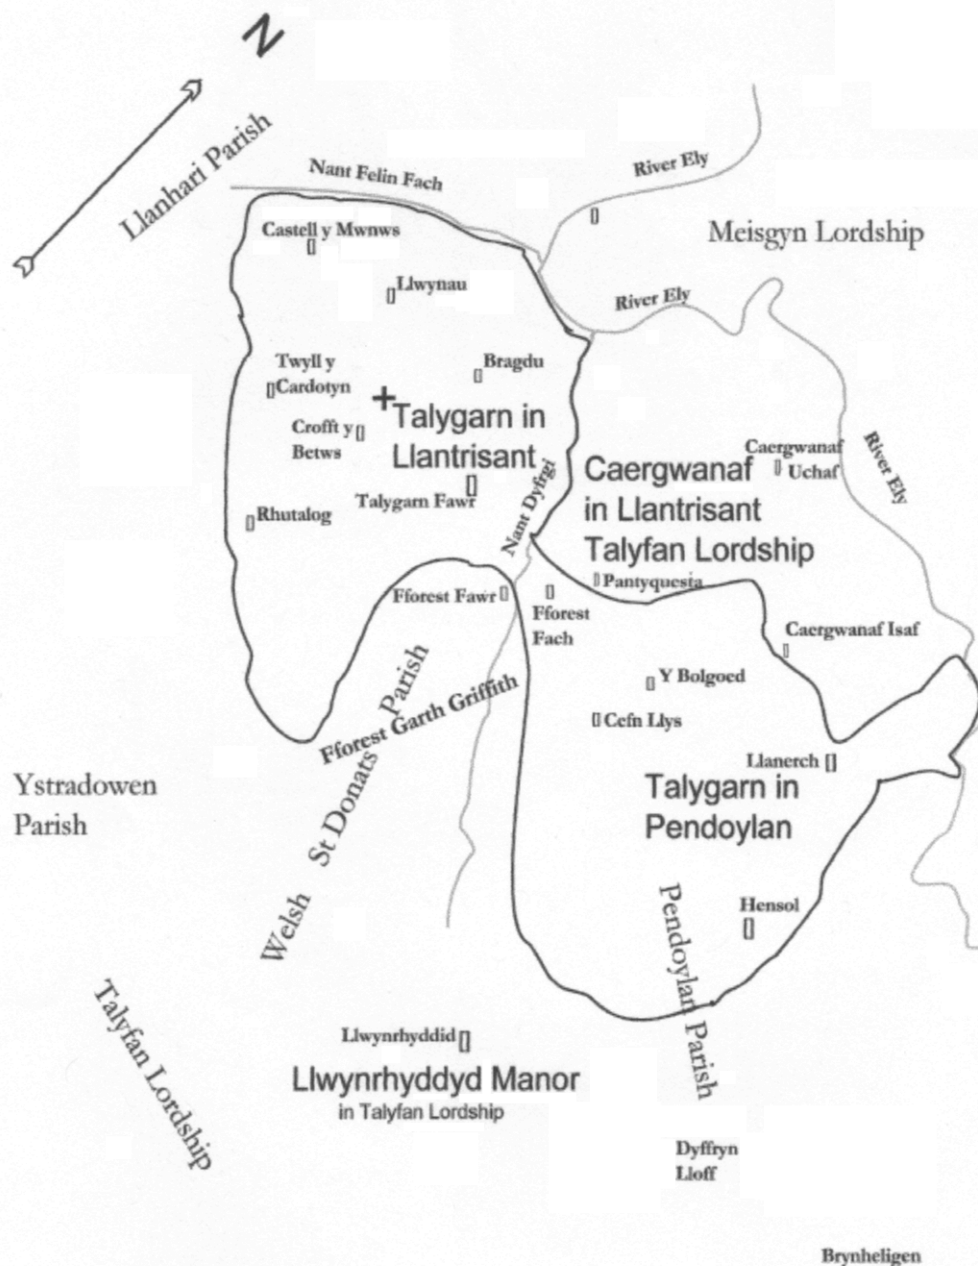 N
Llanhari Parish
Nant Felin Fach
River Ely
Meisgyn Lordship
Castell y Mwnws
Llwynau
River Ely
Twyll y
Cardotyn
Bragdu
Talygarn in
Llantrisant
Crofft y
Betws
Talygarn Fawr
Rhutalog
Nant Dyfrgi
Caergwanaf
in Llantrisant
Talyfan Lordship
Caergwanaf
Uchaf
River Ely
Pantyquesta
Fforest Fawr
Fforest
Fach
Caergwanaf Isaf
Y Bolgoed
Cefn Llys
Fforest Garth Griffith
Welsh St Donats Parish
Llanerch
Talygarn in
Pendoylan
Ystradowen
Parish
Hensol
Pendoylan Parish
Talyfan Lordship
Llwynrhyddid
Llwynrhyddyd Manor
in Talyfan Lordship
Dyffryn
Lloff
Brynheligen